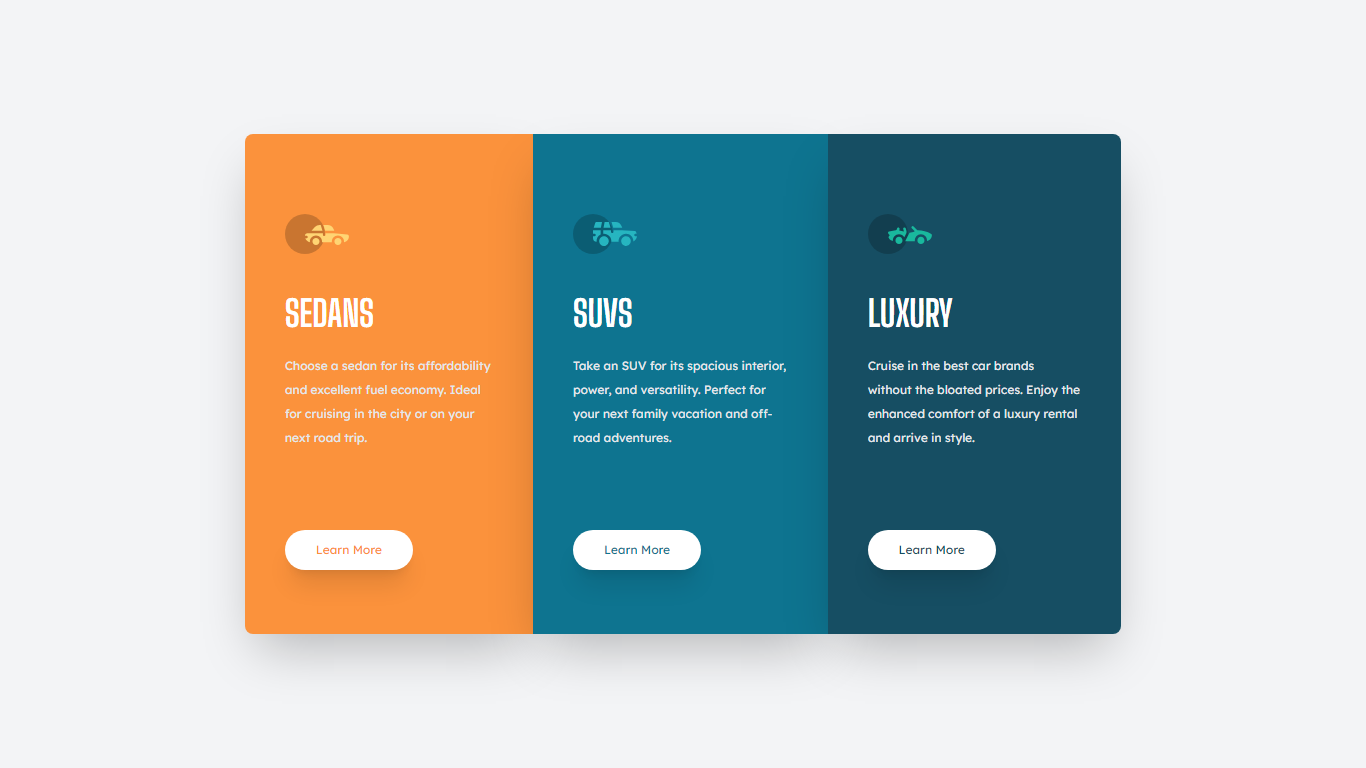 SEDANS
Choose a sedan for its affordability
and excellent fuel economy. Ideal
for cruising in the city or on your
next road trip.
Learn More
SUVS
Take an SUV for its spacious interior,
power, and versatility. Perfect for
your next family vacation and off-
road adventures.
Learn More
LUXURY
Cruise in the best car brands
without the bloated prices. Enjoy the
enhanced comfort of a luxury rental
and arrive in style.
Learn More